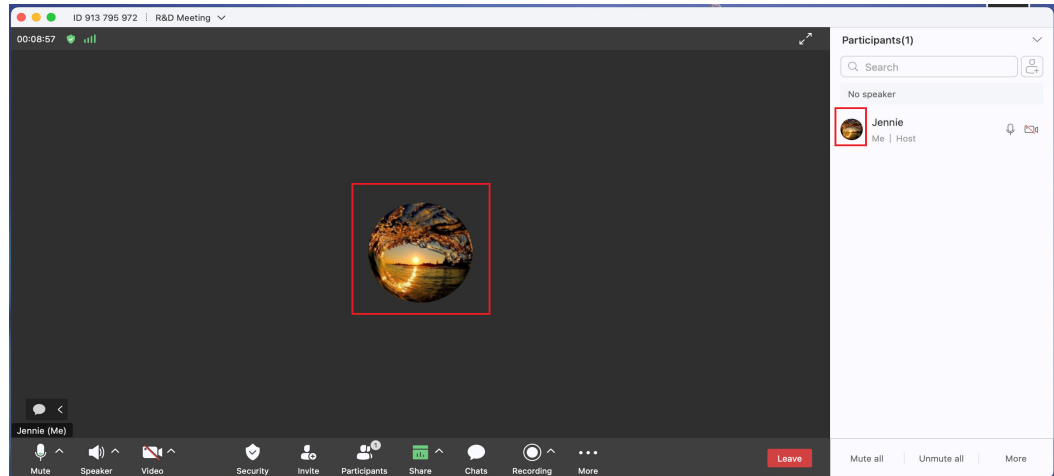 ID 913 795 972 | R&D Meeting
00:08:57
Participants(1)
Search
No speaker
Jennie
Me | Host
Jennie (Me)
1
Mute
Speaker
Video
Security
Invite
Participants
Share
Chats
Recording
More
Leave
Mute all
Unmute all
More